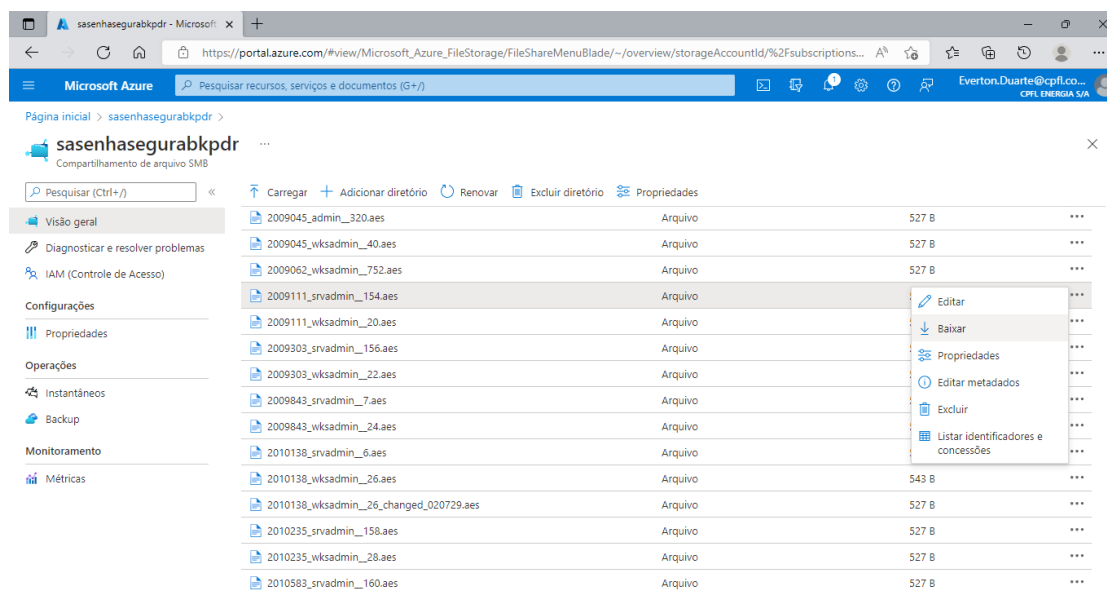 sasenhasegurabkpdr - Microsoft
https://portal.azure.com/#view/Microsoft_Azure_FileStorage/FileShareMenuBlade/~/overview/storageAccountId/%2Fsubscriptions...
Microsoft Azure
Pesquisar recursos, serviços e documentos (G+/)
1
Everton.Duarte@cpfl.co...
CPFL ENERGIA S/A
Página inicial > sasenhasegurabkpdr >
sasenhasegurabkpdr ...
Compartilhamento de arquivo SMB
Pesquisar (Ctrl+/)
Carregar Adicionar diretório Renovar Excluir diretório Propriedades
Visão geral
Diagnosticar e resolver problemas
IAM (Controle de Acesso)
Configurações
Propriedades
Operações
Instantâneos
Backup
Monitoramento
Métricas
2009045_admin__320.aes Arquivo 527 B
2009045_wksadmin__40.aes Arquivo 527 B
2009062_wksadmin__752.aes Arquivo 527 B
2009111_srvadmin__154.aes Arquivo
2009111_wksadmin__20.aes Arquivo
2009303_srvadmin__156.aes Arquivo
2009303_wksadmin__22.aes Arquivo
2009843_srvadmin__7.aes Arquivo
2009843_wksadmin__24.aes Arquivo
2010138_srvadmin__6.aes Arquivo
2010138_wksadmin__26.aes Arquivo 543 B
2010138_wksadmin__26_changed_020729.aes Arquivo 527 B
2010235_srvadmin__158.aes Arquivo 527 B
2010235_wksadmin__28.aes Arquivo 527 B
2010583_srvadmin__160.aes Arquivo 527 B
Editar
Baixar
Propriedades
Editar metadados
Excluir
Listar identificadores e
concessões